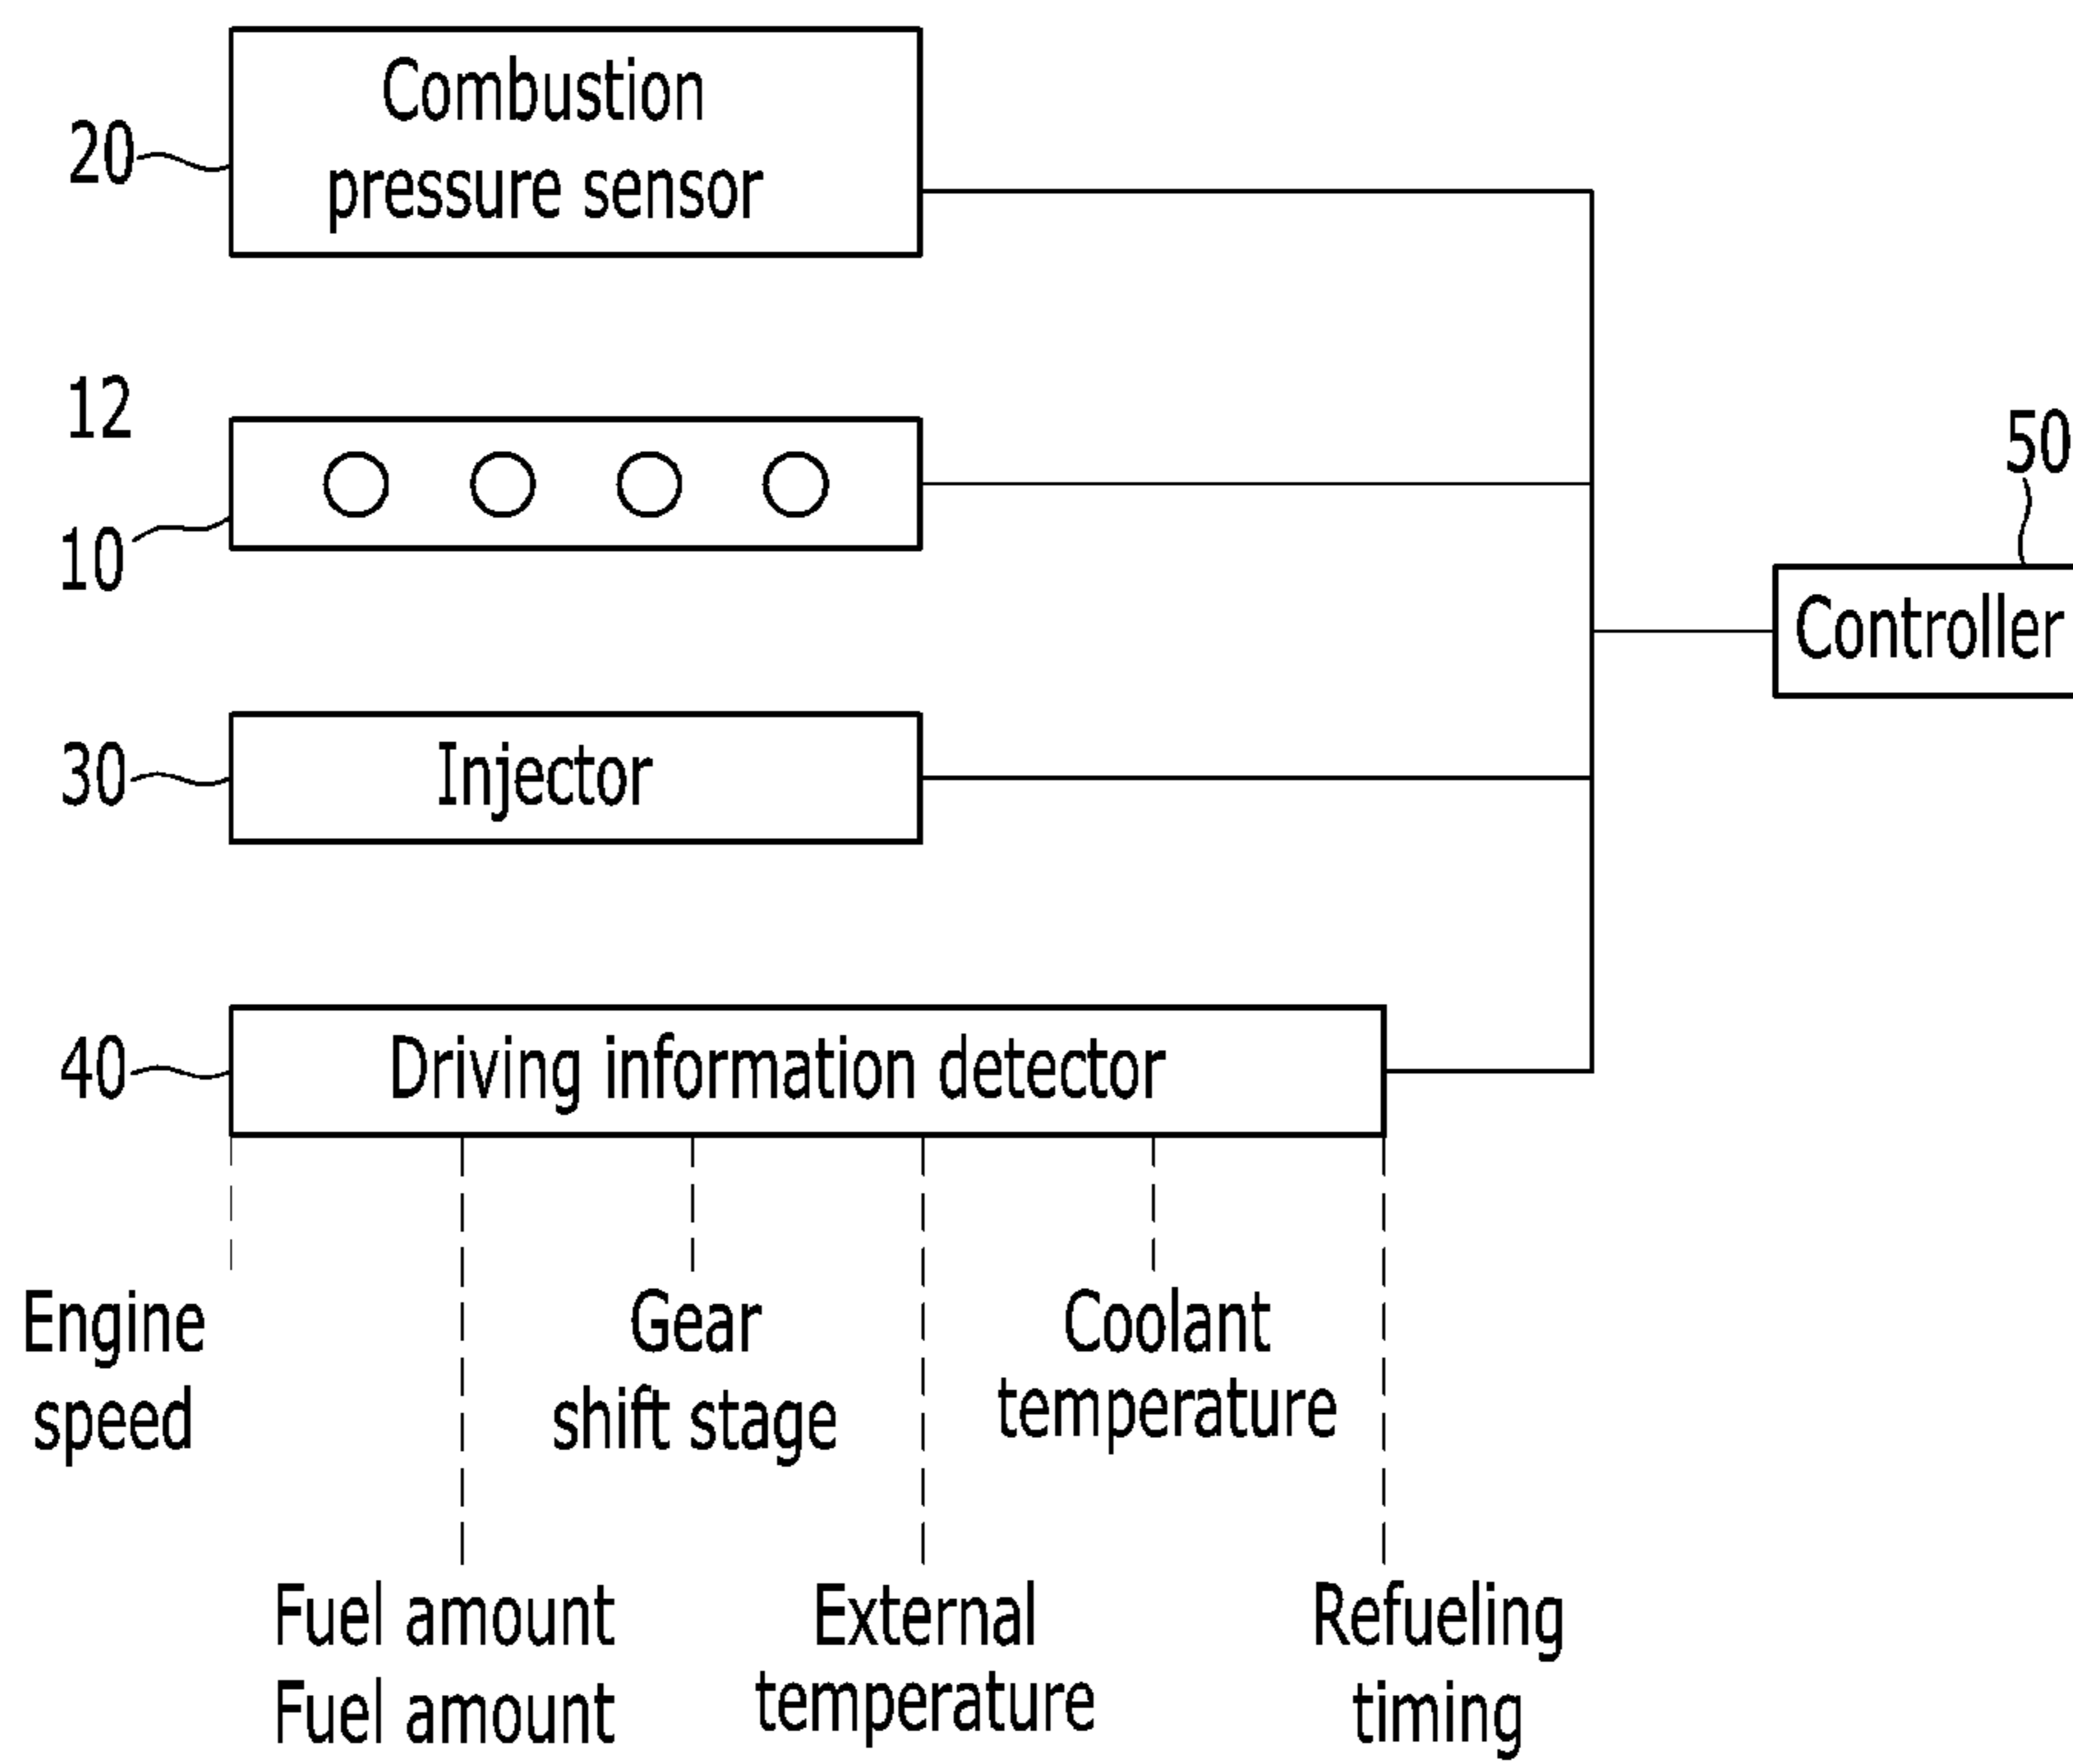 Combustion
pressure sensor
20
12
10
50
Controller
30
Injector
40
Driving information detector
Engine
speed
Gear
shift stage
Coolant
temperature
Fuel amount
Fuel amount
External
temperature
Refueling
timing